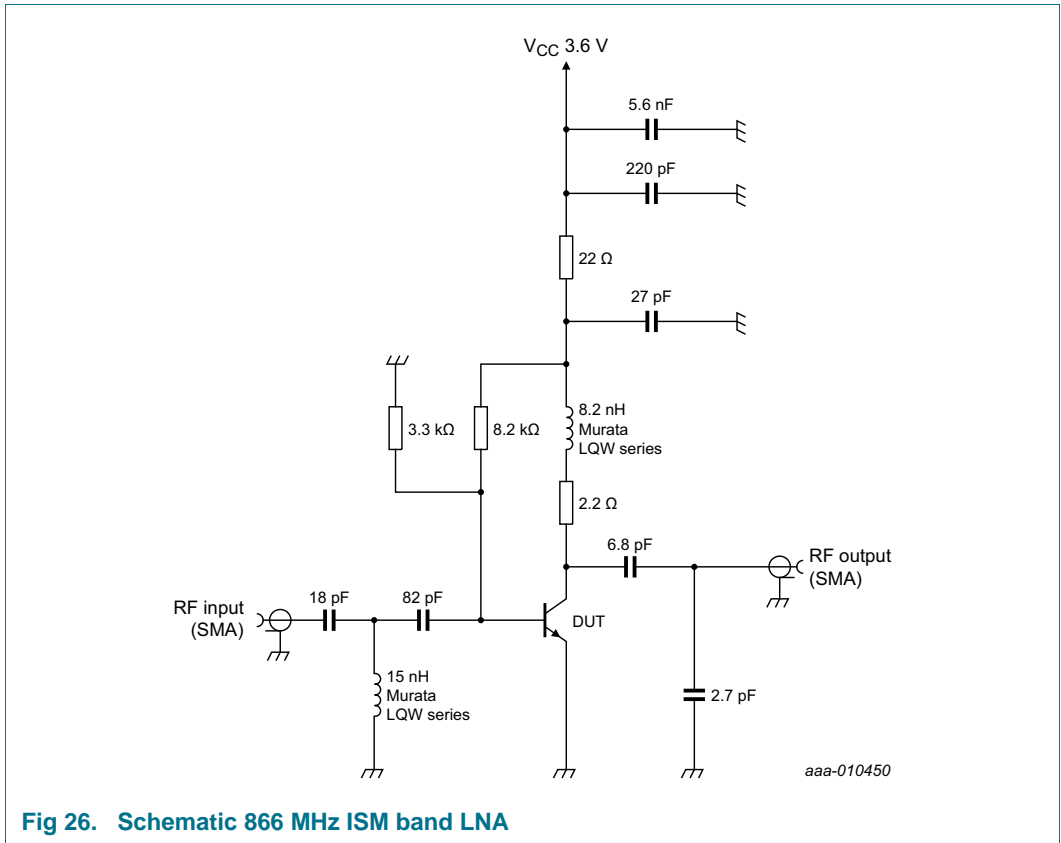 V_CC 3.6 V
5.6 nF
220 pF
22 Ω
27 pF
3.3 kΩ
8.2 kΩ
8.2 nH
Murata
LQW series
2.2 Ω
6.8 pF
RF output
(SMA)
RF input
(SMA)
18 pF
82 pF
DUT
15 nH
Murata
LQW series
2.7 pF
aaa-010450
Fig 26. Schematic 866 MHz ISM band LNA